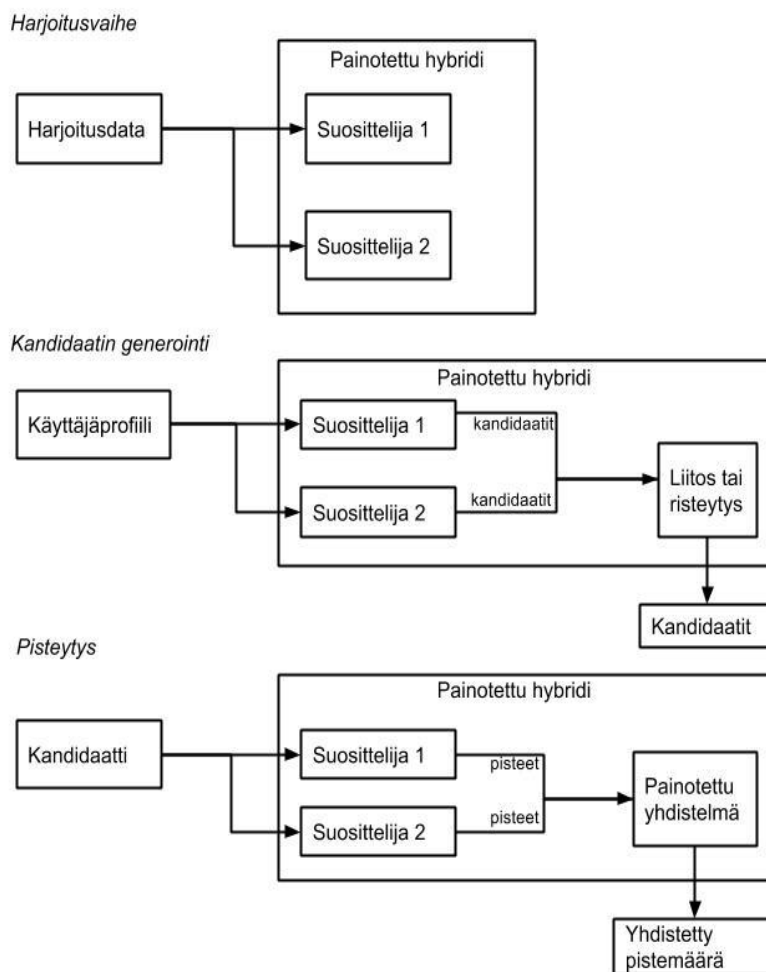 Harjoitusvaihe
Painotettu hybridi
Harjoitusdata
Suosittelija 1
Suosittelija 2
Kandidaatin generointi
Painotettu hybridi
Käyttäjäprofiili
Suosittelija 1
kandidaatit
Liitos tai
risteytys
Suosittelija 2
kandidaatit
Kandidaatit
Pisteytys
Painotettu hybridi
Kandidaatti
Suosittelija 1
pisteet
Painotettu
yhdistelmä
Suosittelija 2
pisteet
Yhdistetty
pistemäärä